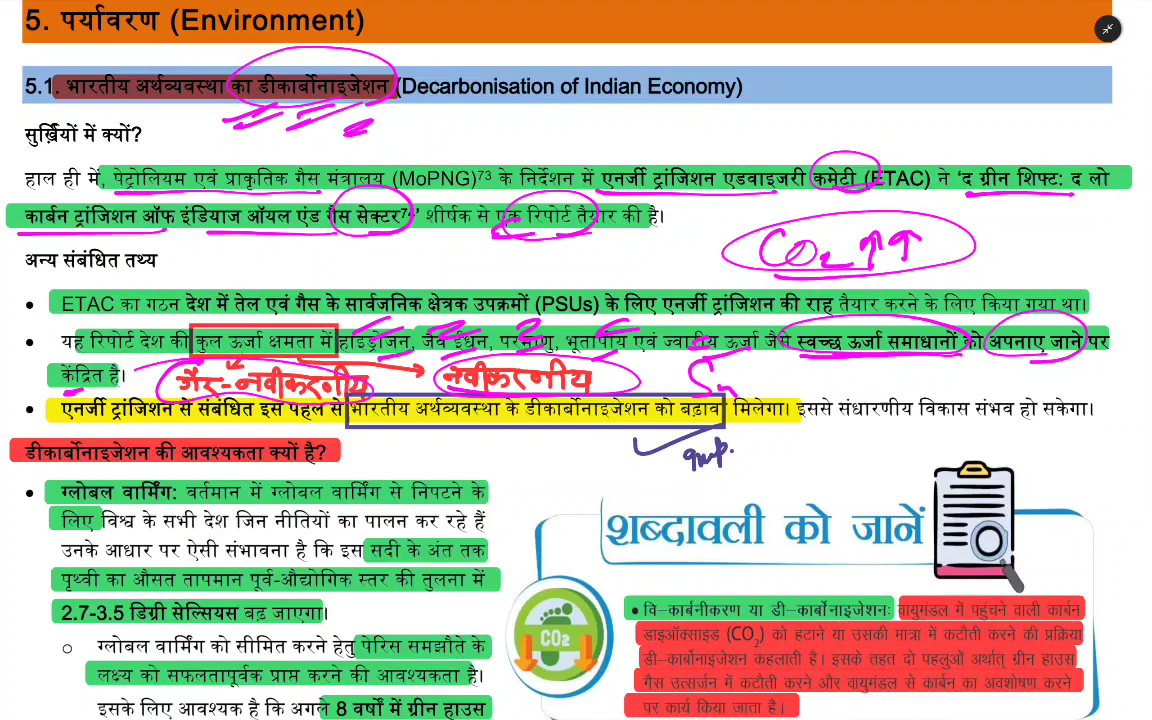 5. पर्यावरण (Environment)
5.1. भारतीय अर्थव्यवस्था का डीकार्बोनाइजेशन (Decarbonisation of Indian Economy)
सुर्ख़ियों में क्यों?
हाल ही में, पेट्रोलियम एवं प्राकृतिक गैस मंत्रालय (MoPNG)73 के निर्देशन में एनर्जी ट्रांजिशन एडवाइजरी कमेटी (ETAC) ने ‘द ग्रीन शिफ्ट: द लो
कार्बन ट्रांजिशन ऑफ इंडियाज ऑयल एंड गैस सेक्टर74’ शीर्षक से एक रिपोर्ट तैयार की है।
CO2 ↑↑
अन्य संबंधित तथ्य
• ETAC का गठन देश में तेल एवं गैस के सार्वजनिक क्षेत्रक उपक्रमों (PSUs) के लिए एनर्जी ट्रांजिशन की राह तैयार करने के लिए किया गया था।
• यह रिपोर्ट देश की कुल ऊर्जा क्षमता में हाइड्रोजन, जैव ईंधन, परमाणु, भूतापीय एवं ज्वारीय ऊर्जा जैसे स्वच्छ ऊर्जा समाधानों को अपनाए जाने पर
केंद्रित है।
गैर-नवीकरणीय
नवीकरणीय
• एनर्जी ट्रांजिशन से संबंधित इस पहल से भारतीय अर्थव्यवस्था के डीकार्बोनाइजेशन को बढ़ावा मिलेगा। इससे संधारणीय विकास संभव हो सकेगा।
डीकार्बोनाइजेशन की आवश्यकता क्यों है?
• ग्लोबल वार्मिंग: वर्तमान में ग्लोबल वार्मिंग से निपटने के
लिए विश्व के सभी देश जिन नीतियों का पालन कर रहे हैं
उनके आधार पर ऐसी संभावना है कि इस सदी के अंत तक
पृथ्वी का औसत तापमान पूर्व-औद्योगिक स्तर की तुलना में
2.7-3.5 डिग्री सेल्सियस बढ़ जाएगा।
o ग्लोबल वार्मिंग को सीमित करने हेतु पेरिस समझौते के
लक्ष्य को सफलतापूर्वक प्राप्त करने की आवश्यकता है।
इसके लिए आवश्यक है कि अगले 8 वर्षों में ग्रीन हाउस
शब्दावली को जानें
CO2
• वि–कार्बनीकरण या डी–कार्बोनाइजेशन: वायुमंडल में पहुंचने वाली कार्बन
डाइऑक्साइड (CO2) को हटाने या उसकी मात्रा में कटौती करने की प्रक्रिया
डी–कार्बोनाइजेशन कहलाती है। इसके तहत दो पहलुओं अर्थात् ग्रीन हाउस
गैस उत्सर्जन में कटौती करने और वायुमंडल से कार्बन का अवशोषण करने
पर कार्य किया जाता है।